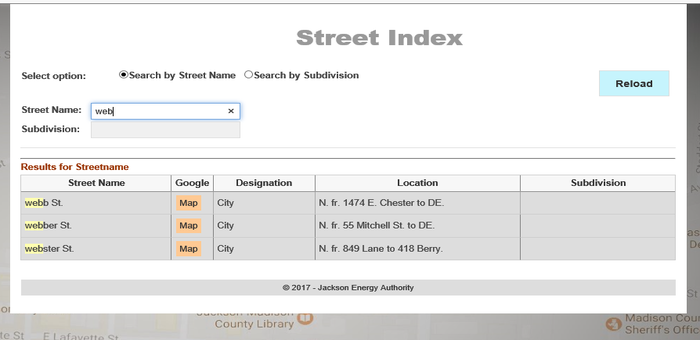 Street Index
Select option: Search by Street Name Search by Subdivision
Reload
Street Name: web ×
Subdivision:
Results for Streetname
Street Name Google Designation Location Subdivision
webb St. Map City N. fr. 1474 E. Chester to DE.
webber St. Map City N. fr. 55 Mitchell St. to DE.
webster St. Map City N. fr. 849 Lane to 418 Berry.
© 2017 - Jackson Energy Authority
Jackson Madison
County Library
Madison Cou
Sheriff's Offic
E Lafayette St